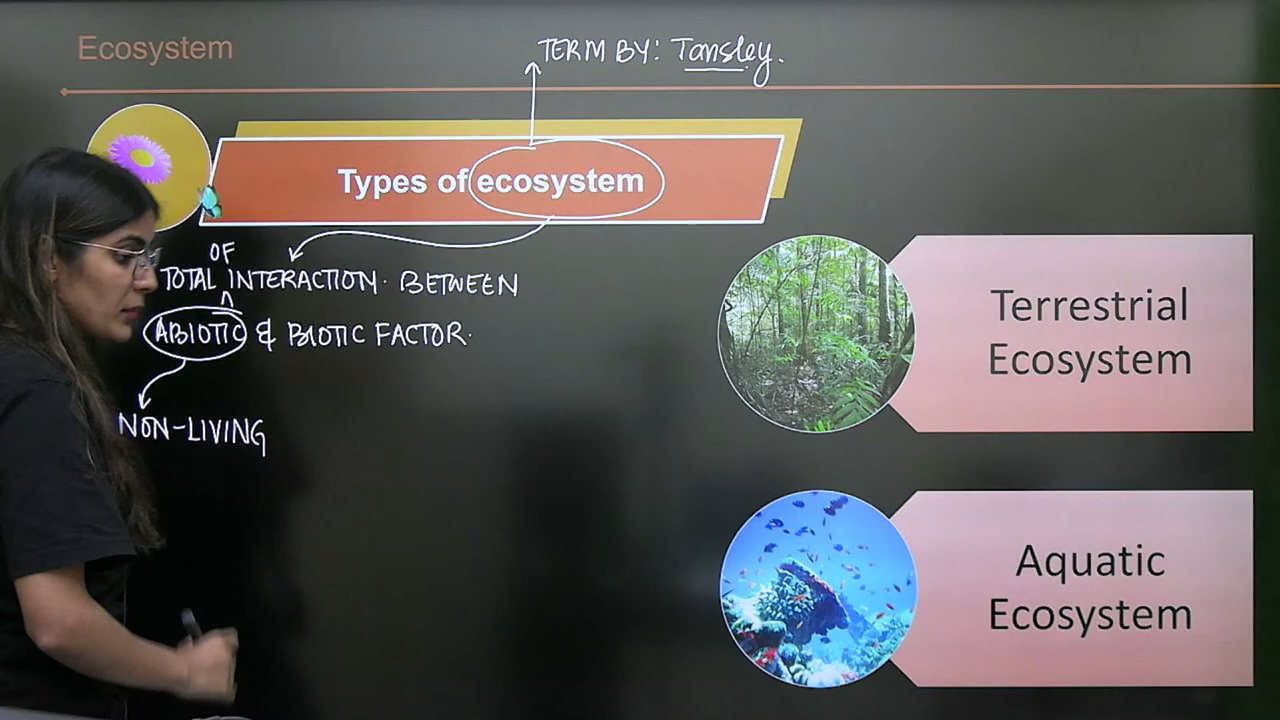 Ecosystem
TERM BY: Tansley.
Types of ecosystem
OF
TOTAL INTERACTION. BETWEEN
ABIOTIC & BIOTIC FACTOR.
NON-LIVING
Terrestrial
Ecosystem
Aquatic
Ecosystem